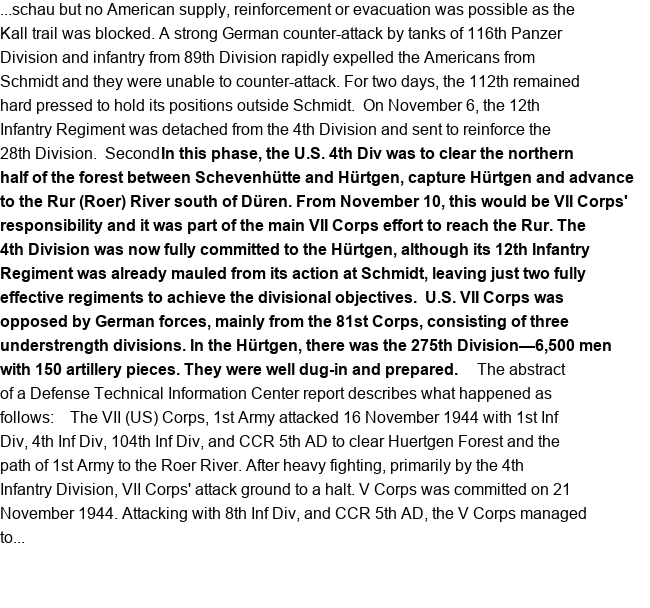 ...schau but no American supply, reinforcement or evacuation was possible as the
Kall trail was blocked. A strong German counter-attack by tanks of 116th Panzer
Division and infantry from 89th Division rapidly expelled the Americans from
Schmidt and they were unable to counter-attack. For two days, the 112th remained
hard pressed to hold its positions outside Schmidt.  On November 6, the 12th
Infantry Regiment was detached from the 4th Division and sent to reinforce the
28th Division.  SecondIn this phase, the U.S. 4th Div was to clear the northern
half of the forest between Schevenhütte and Hürtgen, capture Hürtgen and advance
to the Rur (Roer) River south of Düren. From November 10, this would be VII Corps'
responsibility and it was part of the main VII Corps effort to reach the Rur. The
4th Division was now fully committed to the Hürtgen, although its 12th Infantry
Regiment was already mauled from its action at Schmidt, leaving just two fully
effective regiments to achieve the divisional objectives.  U.S. VII Corps was
opposed by German forces, mainly from the 81st Corps, consisting of three
understrength divisions. In the Hürtgen, there was the 275th Division—6,500 men
with 150 artillery pieces. They were well dug-in and prepared.    The abstract
of a Defense Technical Information Center report describes what happened as
follows:    The VII (US) Corps, 1st Army attacked 16 November 1944 with 1st Inf
Div, 4th Inf Div, 104th Inf Div, and CCR 5th AD to clear Huertgen Forest and the
path of 1st Army to the Roer River. After heavy fighting, primarily by the 4th
Infantry Division, VII Corps' attack ground to a halt. V Corps was committed on 21
November 1944. Attacking with 8th Inf Div, and CCR 5th AD, the V Corps managed
to...